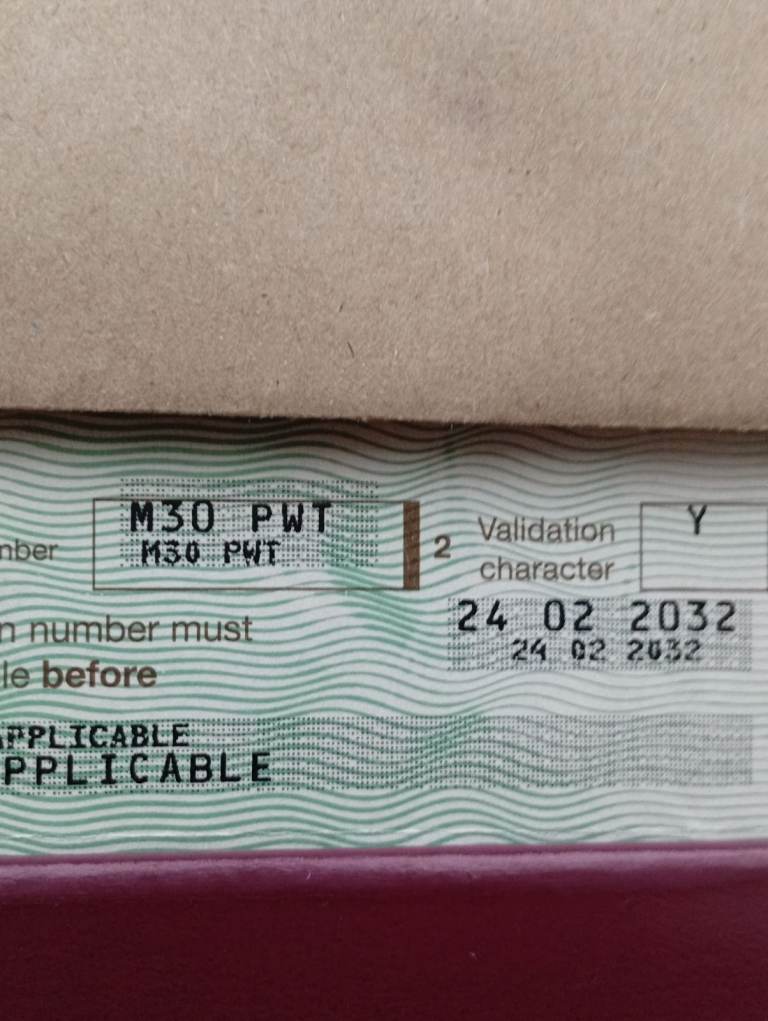 M30 PWT
M30 PWT
nber
2
Validation
character
Y
n number must
le before
24 02 2032
24 02 2032
APPLICABLE
PPLICABLE